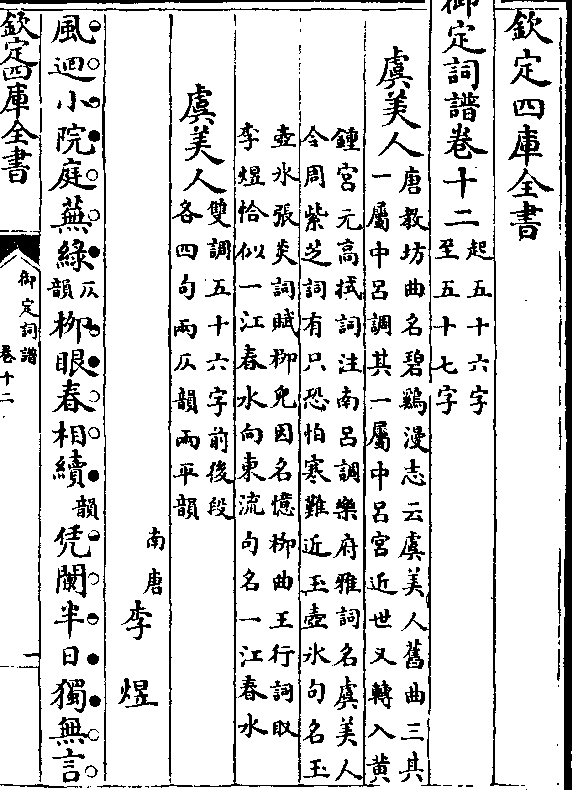 欽定四庫全書
御定詞譜卷十二
起五十六字
至五十七字
虞美人
唐教坊曲名碧雞漫志云虞美人舊曲三其
一屬中呂調其一屬中呂宮近世又轉入黃
鍾宮元高拭詞注南呂調樂府雅詞名虞美人
令周紫芝詞有只恐怕寒難近玉壺冰句名玉
壺冰張炎詞賦柳兒因名憶柳曲王行詞取
李煜恰似一江春水向東流句名一江春水
虞美人
雙調五十六字前後段
各四句兩仄韻兩平韻
南唐李煜
風迴小院庭蕪綠仄韻柳眼春相續韻凭闌半日獨無言
欽定四庫全書
御定詞譜
卷十二
一